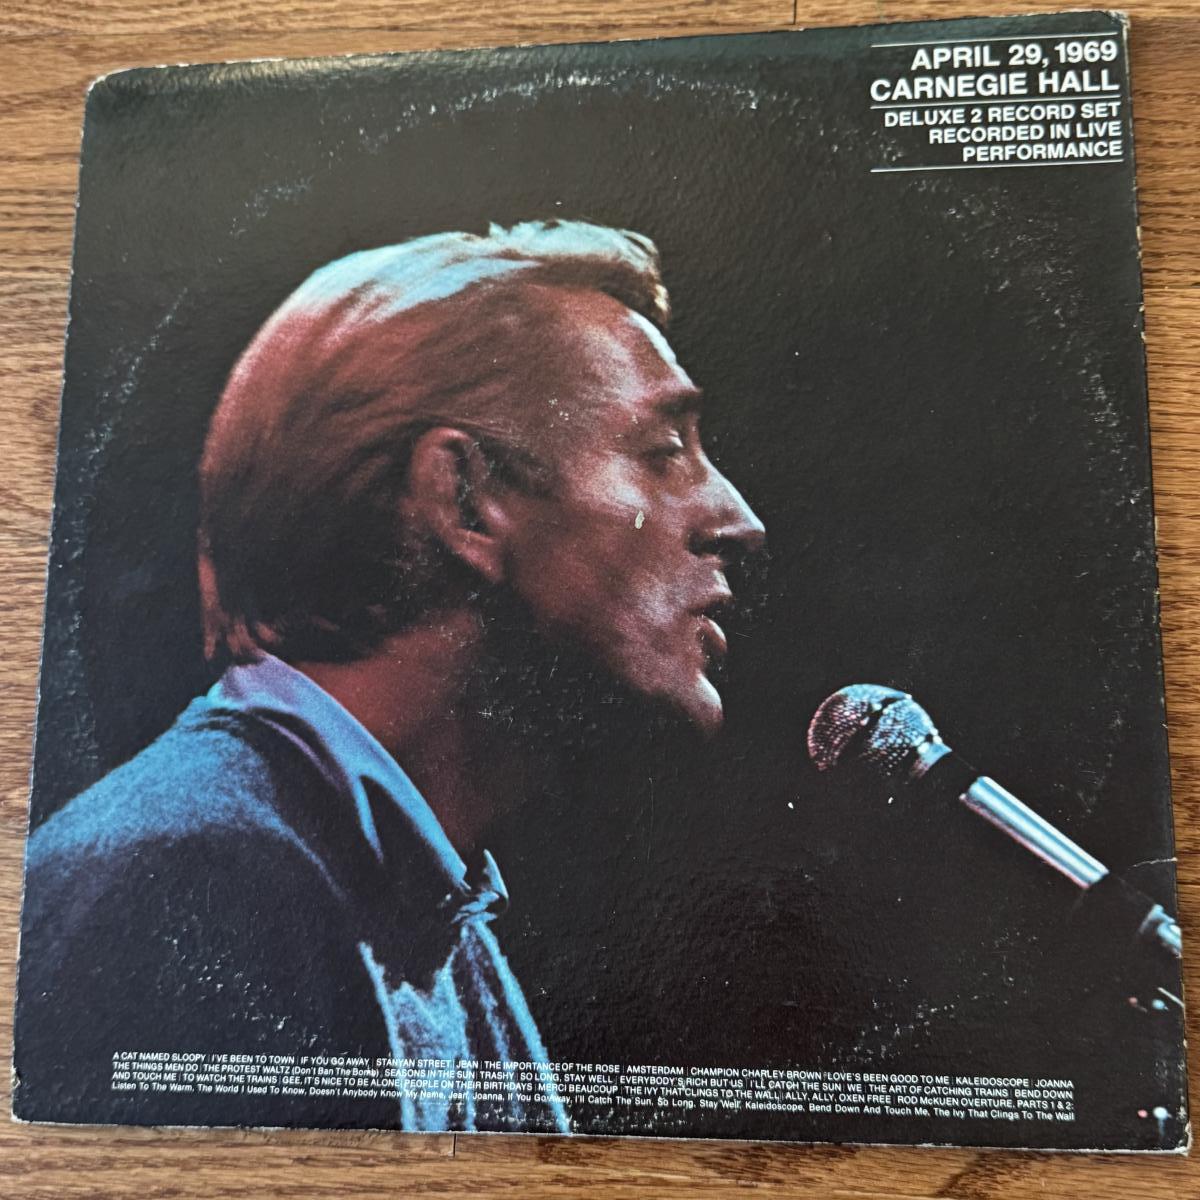 APRIL 29, 1969
CARNEGIE HALL
DELUXE 2 RECORD SET
RECORDED IN LIVE
PERFORMANCE
A CAT NAMED SLOOPY | I'VE BEEN TO TOWN | IF YOU GO AWAY | STANYAN STREET | JEAN | THE IMPORTANCE OF THE ROSE | AMSTERDAM | CHAMPION CHARLEY BROWN | LOVE'S BEEN GOOD TO ME | KALEIDOSCOPE | JOANNA
THE THINGS MEN DO | THE PROTEST WALTZ (Don't Ban The Bomb) | SEASONS IN THE SUN | TRASHY | SO LONG, STAY WELL | EVERYBODY'S RICH BUT US | I'LL CATCH THE SUN | WE | THE ART OF CATCHING TRAINS | BEND DOWN
AND TOUCH ME | TO WATCH THE TRAINS | GEE, IT'S NICE TO BE ALONE | PEOPLE ON THEIR BIRTHDAYS | MERCI BEAUCOUP | THE IVY THAT CLINGS TO THE WALL | ALLY, ALLY, OXEN FREE | ROD McKUEN OVERTURE, PARTS 1 & 2:
Listen To The Warm, The World I Used To Know, Doesn't Anybody Know My Name, Jean, Joanna, If You Go Away, I'll Catch The Sun, So Long, Stay Well, Kaleidoscope, Bend Down And Touch Me, The Ivy That Clings To The Wall